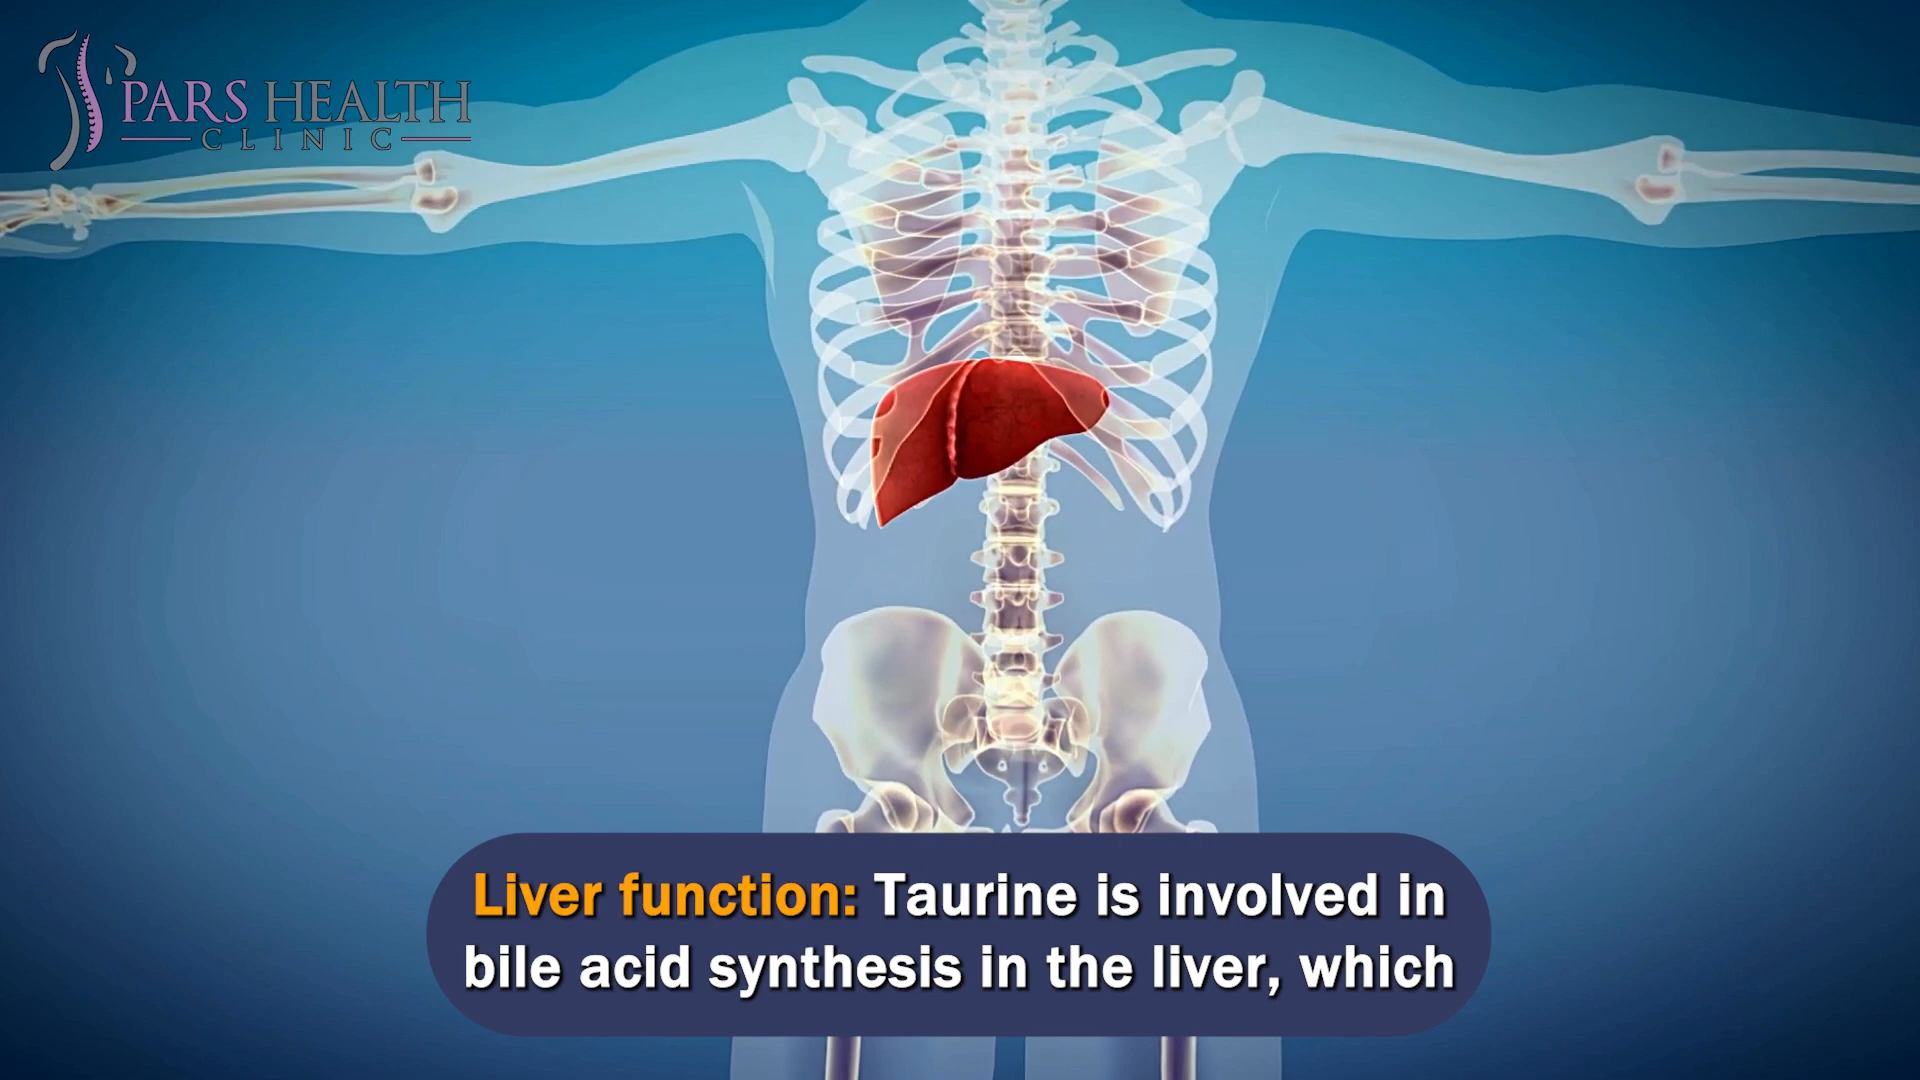 PARS HEALTH
CLINIC
Liver function: Taurine is involved in
bile acid synthesis in the liver, which